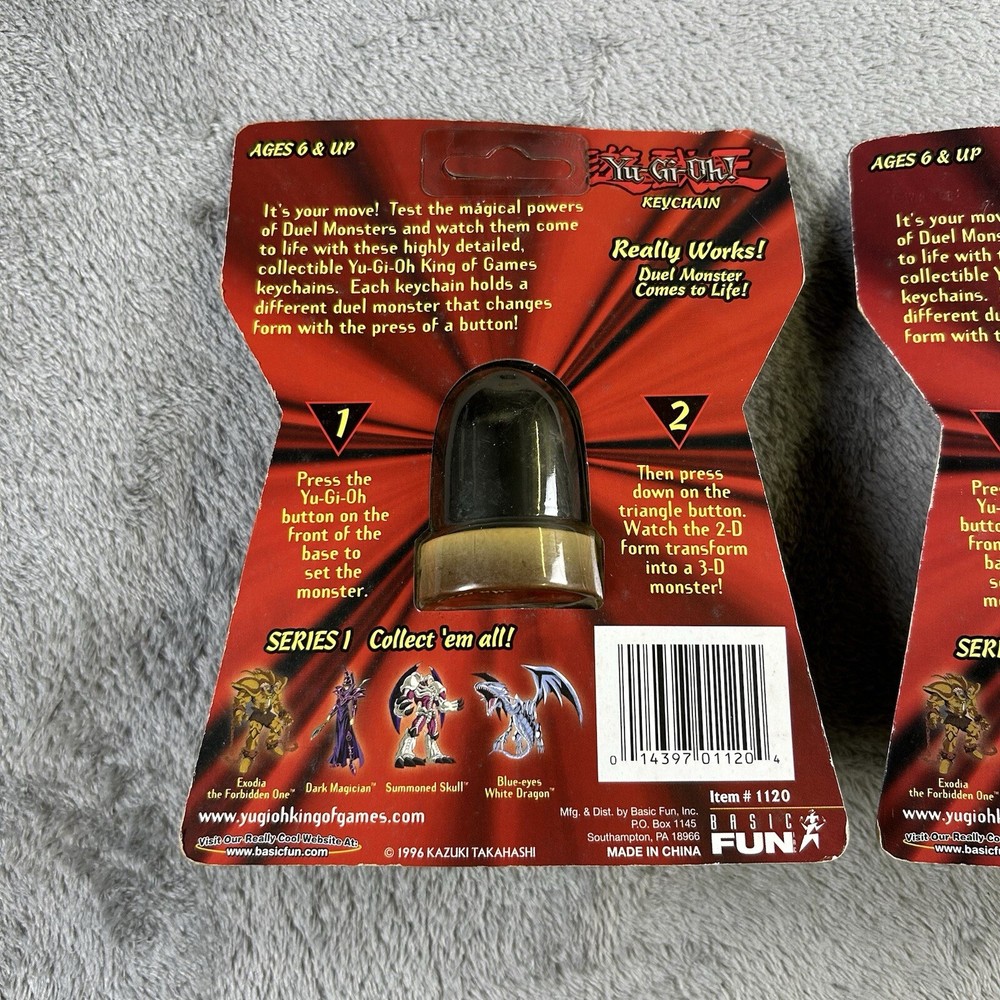 AGES 6 & UP
Yu-Gi-Oh!
KEYCHAIN
It's your move! Test the magical powers
of Duel Monsters and watch them come
to life with these highly detailed,
collectible Yu-Gi-Oh King of Games
keychains. Each keychain holds a
different duel monster that changes
form with the press of a button!
Really Works!
Duel Monster
Comes to Life!
1
Press the
Yu-Gi-Oh
button on the
front of the
base to
set the
monster.
2
Then press
down on the
triangle button.
Watch the 2-D
form transform
into a 3-D
monster!
SERIES 1 Collect 'em all!
Exodia
the Forbidden One™
Dark Magician™
Summoned Skull™
Blue-eyes
White Dragon™
0 14397 01120 4
Item # 1120
www.yugiohkingofgames.com
Visit Our Really Cool Website At:
www.basicfun.com
© 1996 KAZUKI TAKAHASHI
Mfg. & Dist. by Basic Fun, Inc.
P.O. Box 1145
Southampton, PA 18966
MADE IN CHINA
BASIC
FUN
AGES 6 & UP
It's your
of Duel
to life with
collectible
keychains.
different
form with
Exodia
the Forbidden One™
Visit Our Really Cool